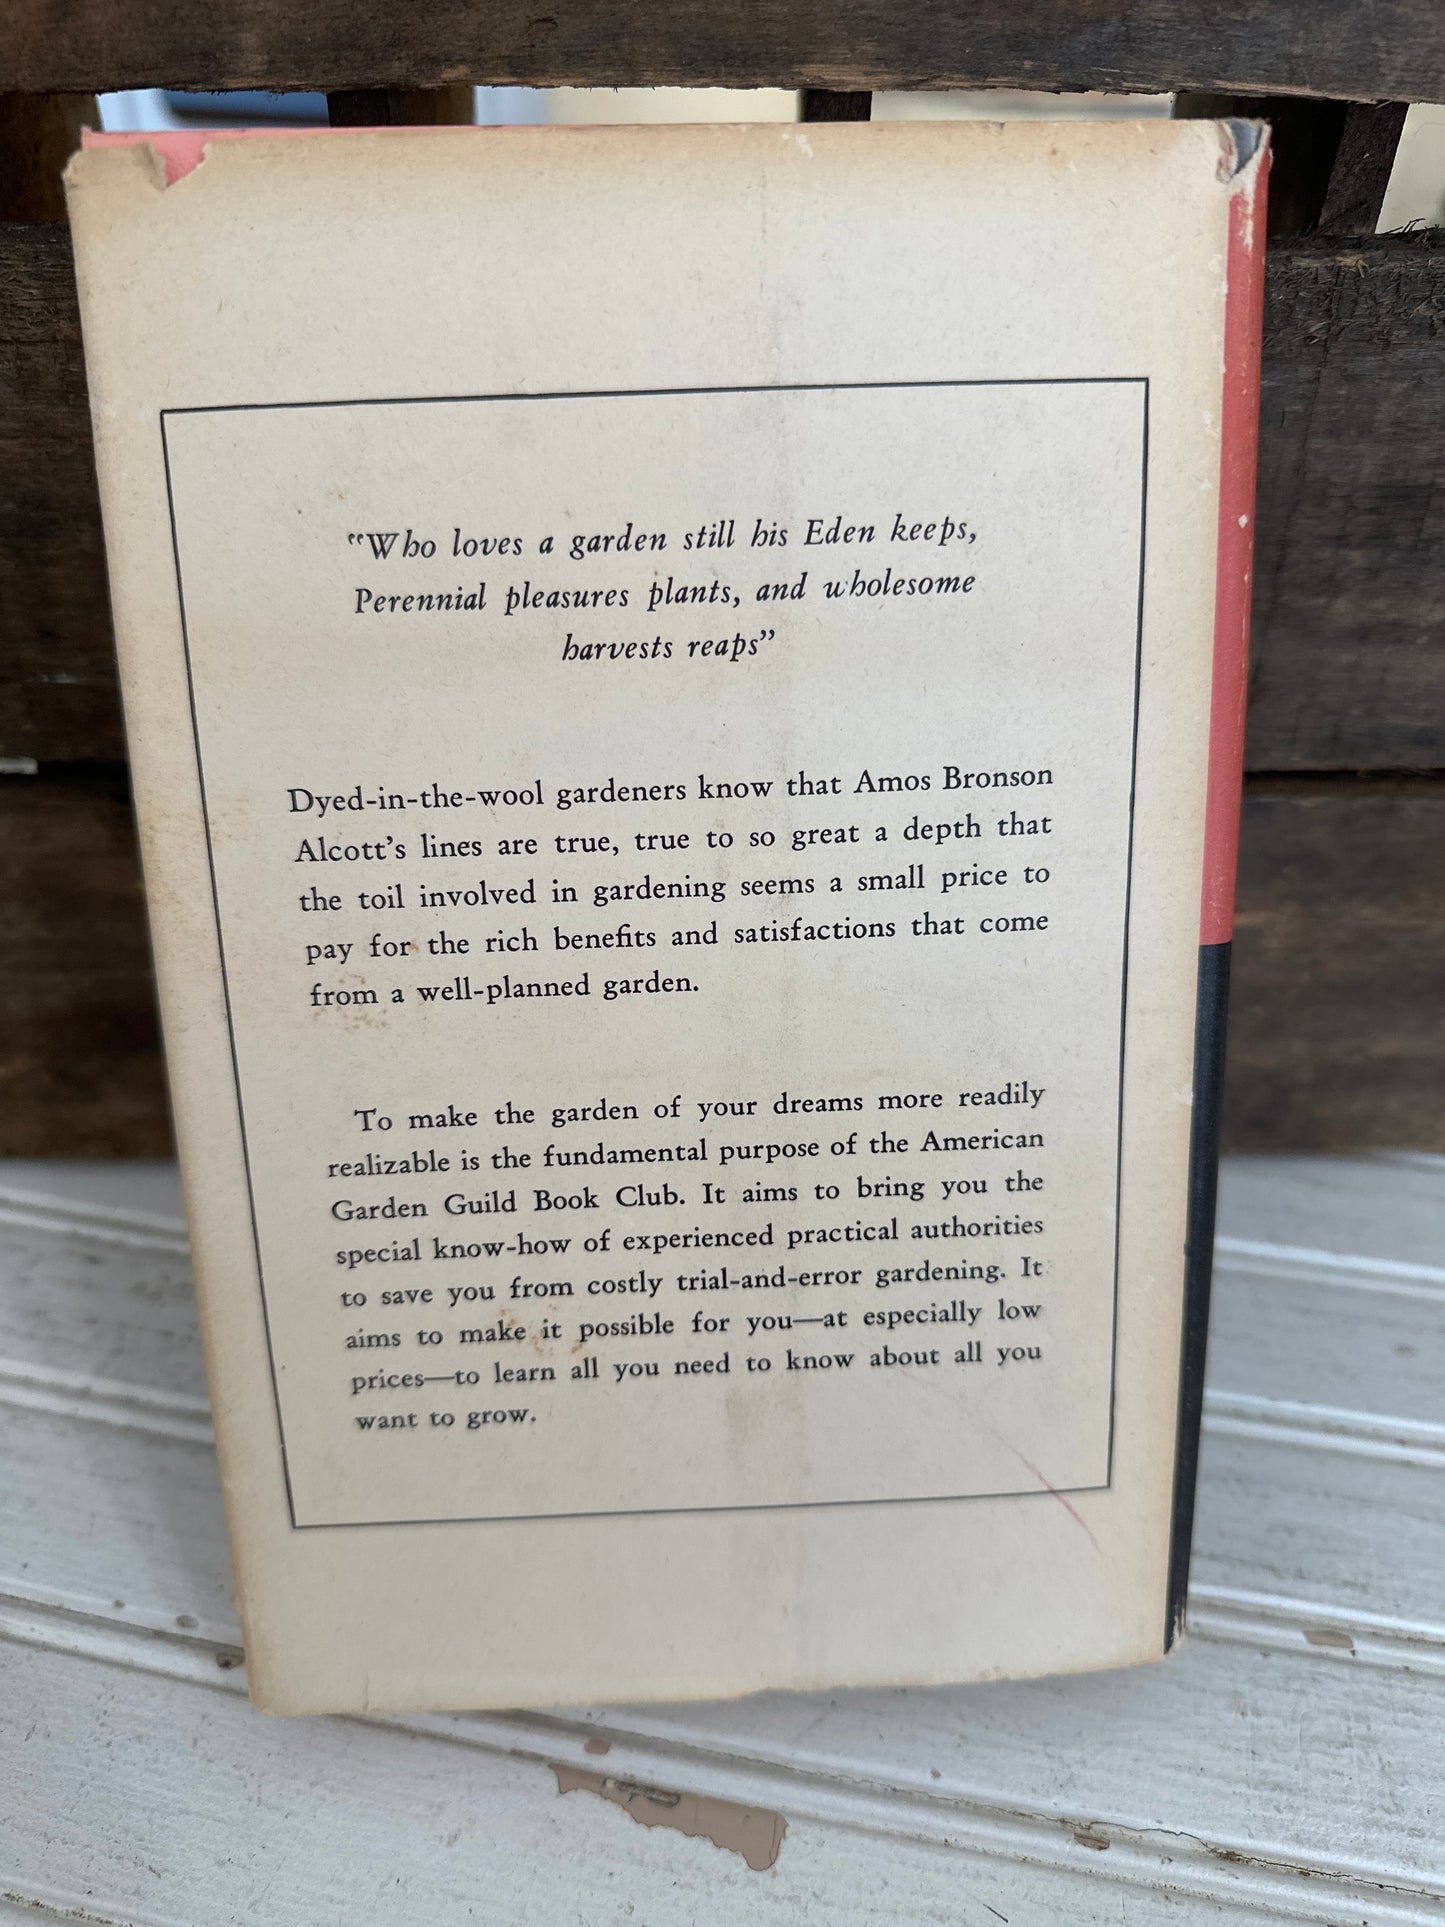 "Who loves a garden still his Eden keeps,
Perennial pleasures plants, and wholesome
harvests reaps"
Dyed-in-the-wool gardeners know that Amos Bronson
Alcott's lines are true, true to so great a depth that
the toil involved in gardening seems a small price to
pay for the rich benefits and satisfactions that come
from a well-planned garden.
To make the garden of your dreams more readily
realizable is the fundamental purpose of the American
Garden Guild Book Club. It aims to bring you the
special know-how of experienced practical authorities
to save you from costly trial-and-error gardening. It
aims to make it possible for you—at especially low
prices—to learn all you need to know about all you
want to grow.